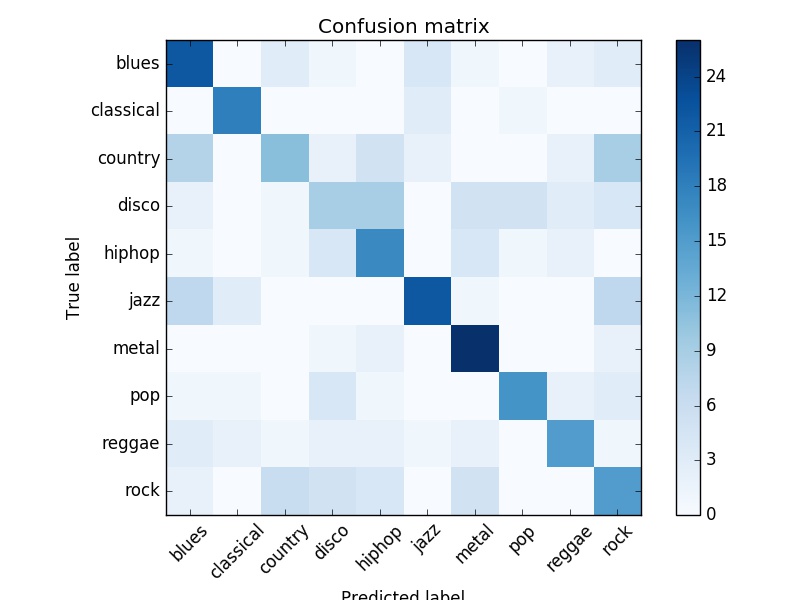 Confusion matrix
True label
blues
classical
country
disco
hiphop
jazz
metal
pop
reggae
rock
blues
classical
country
disco
hiphop
jazz
metal
pop
reggae
rock
Predicted label
24
21
18
15
12
9
6
3
0